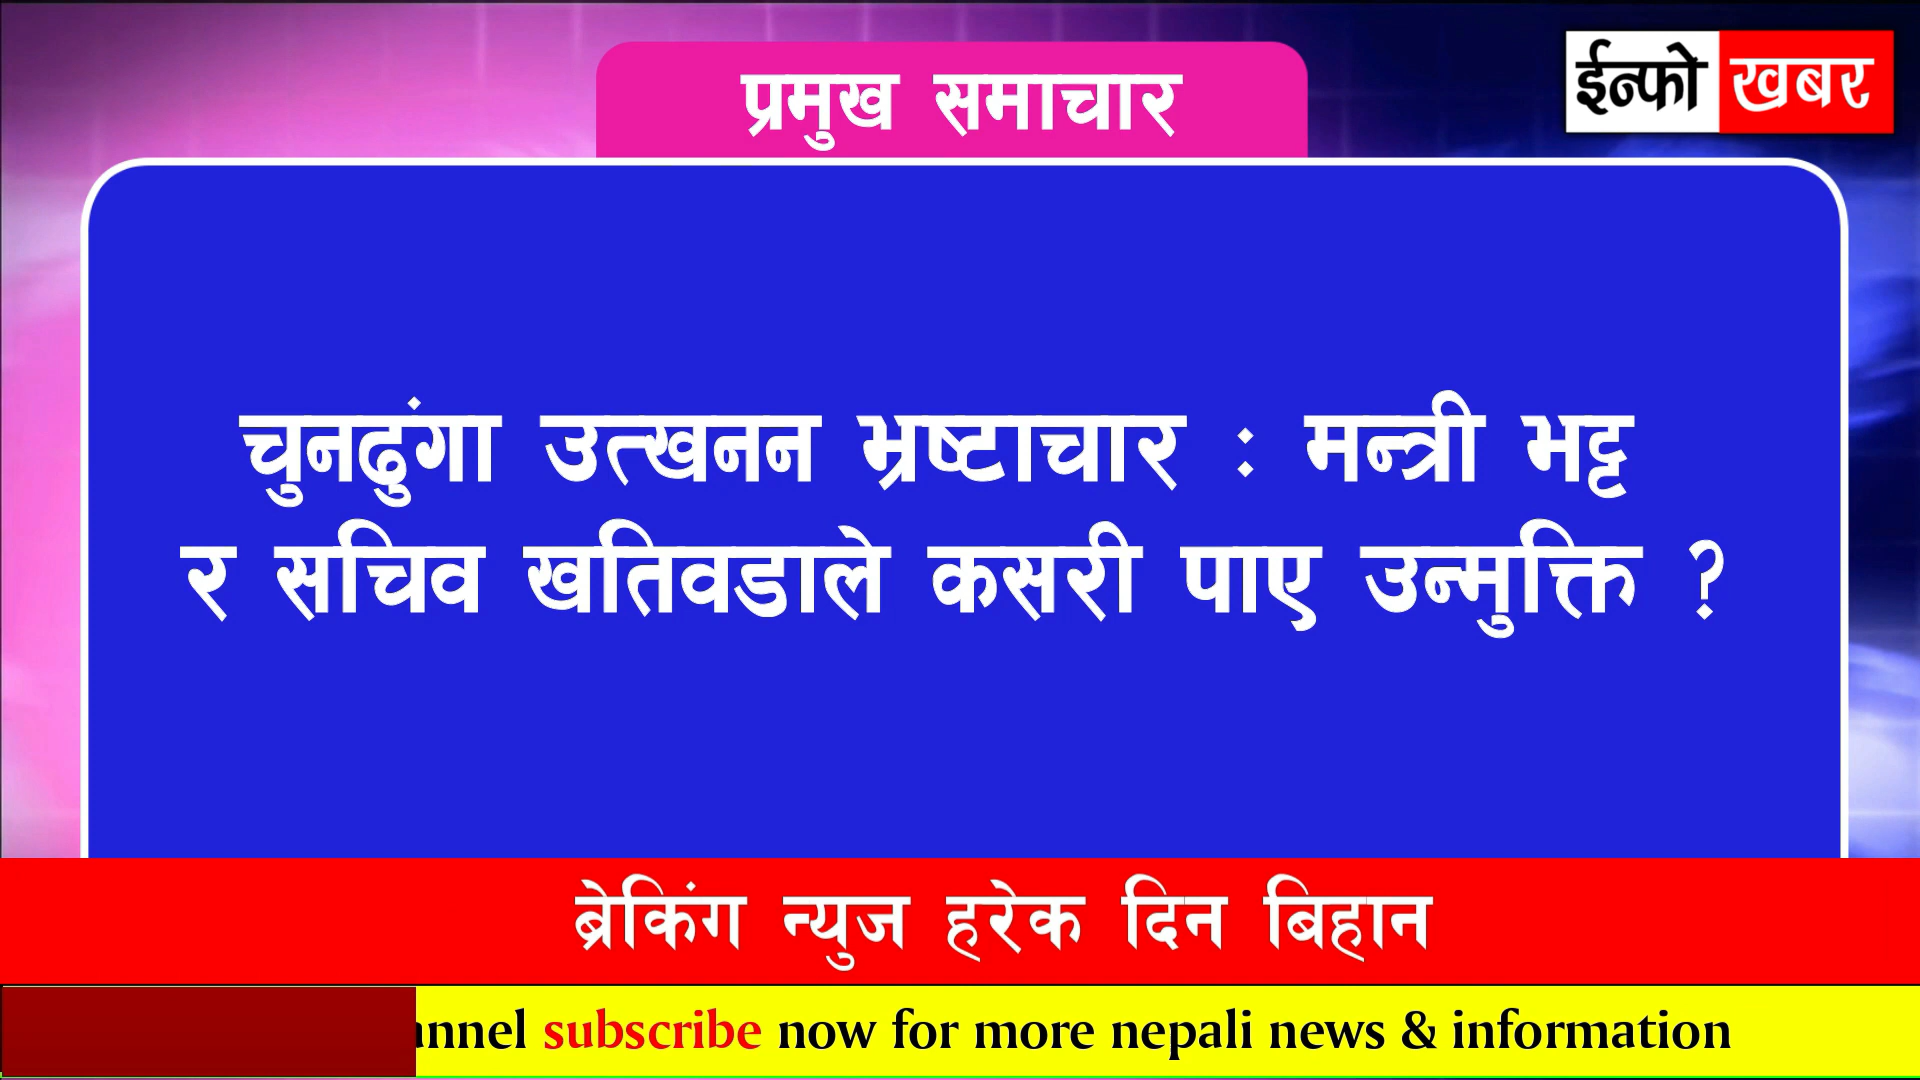 प्रमुख समाचार
ईन्फो खबर
चुनढुंगा उत्खनन भ्रष्टाचार : मन्त्री भट्ट
र सचिव खतिवडाले कसरी पाए उन्मुक्ति ?
ब्रेकिंग न्युज हरेक दिन बिहान
subscribe now for more nepali news & information